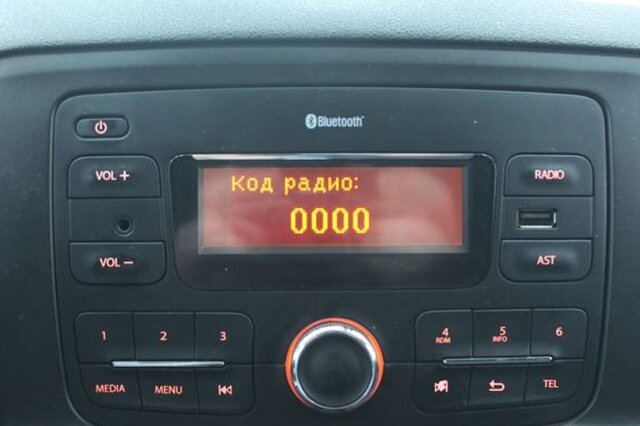 Bluetooth
VOL +
Код радио:
RADIO
0000
VOL –
AST
1
2
3
4
RDM
5
INFO
6
MEDIA
MENU
TEL